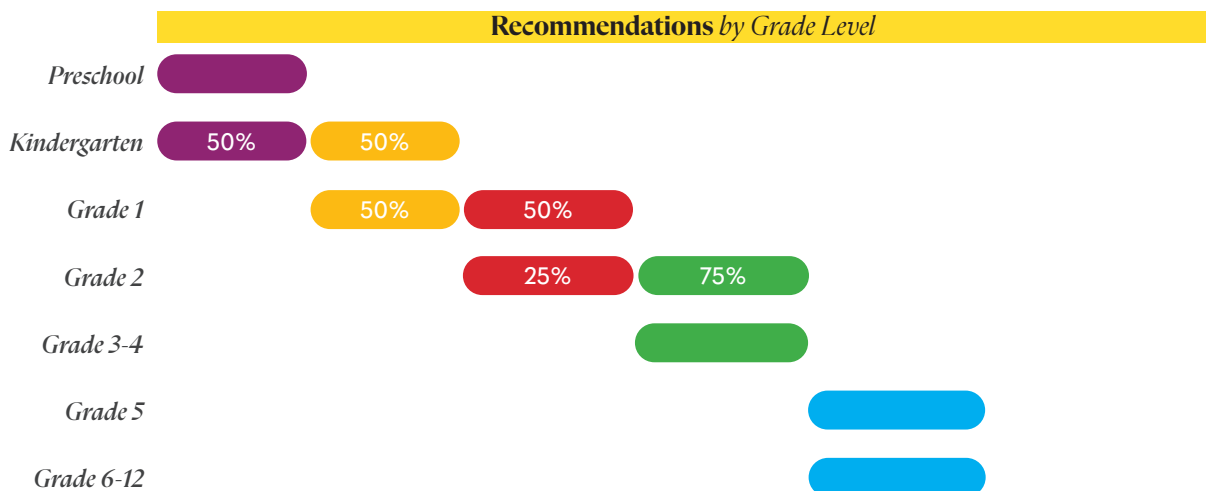 Recommendations by Grade Level
Preschool
Kindergarten 50% 50%
Grade 1 50% 50%
Grade 2 25% 75%
Grade 3-4
Grade 5
Grade 6-12